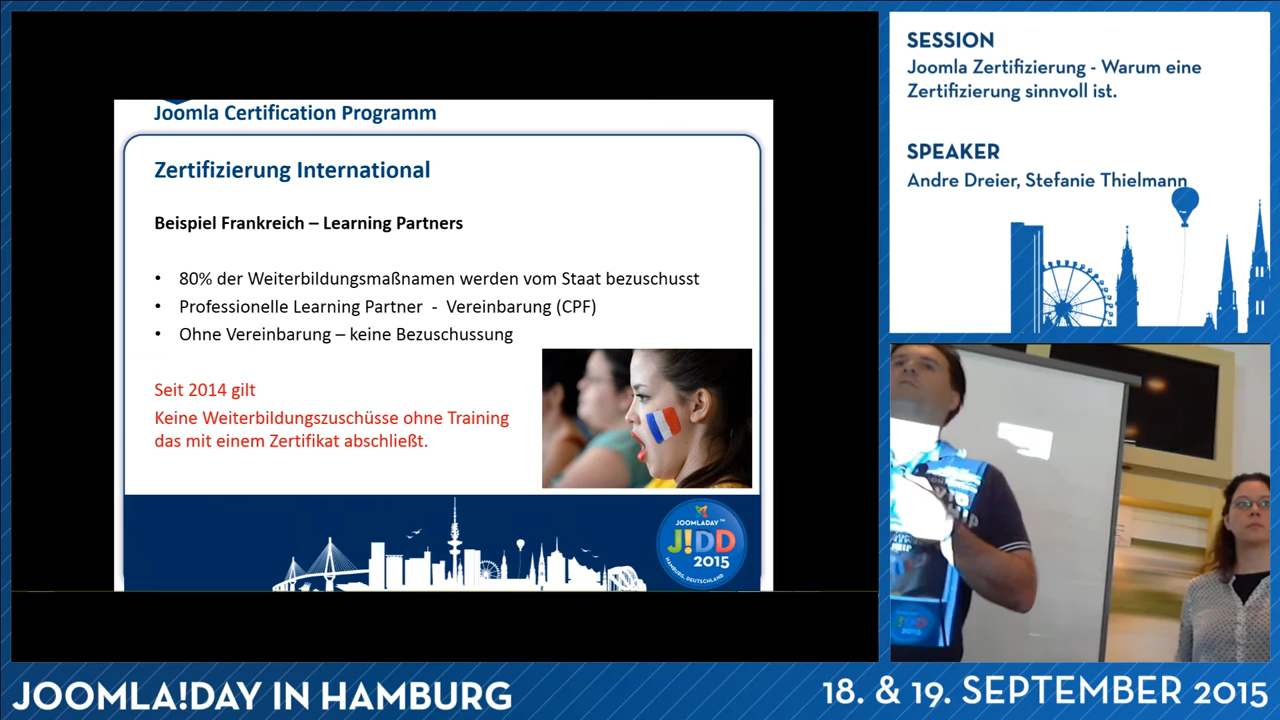 Joomla Certification Programm
Zertifizierung International
Beispiel Frankreich – Learning Partners
• 80% der Weiterbildungsmaßnamen werden vom Staat bezuschusst
• Professionelle Learning Partner - Vereinbarung (CPF)
• Ohne Vereinbarung – keine Bezuschussung
Seit 2014 gilt
Keine Weiterbildungszuschüsse ohne Training
das mit einem Zertifikat abschließt.
JOOMLADAY™
J!DD
2015
HAMBURG, DEUTSCHLAND
SESSION
Joomla Zertifizierung - Warum eine
Zertifizierung sinnvoll ist.
SPEAKER
Andre Dreier, Stefanie Thielmann
JOOMLA!DAY IN HAMBURG
18. & 19. SEPTEMBER 2015